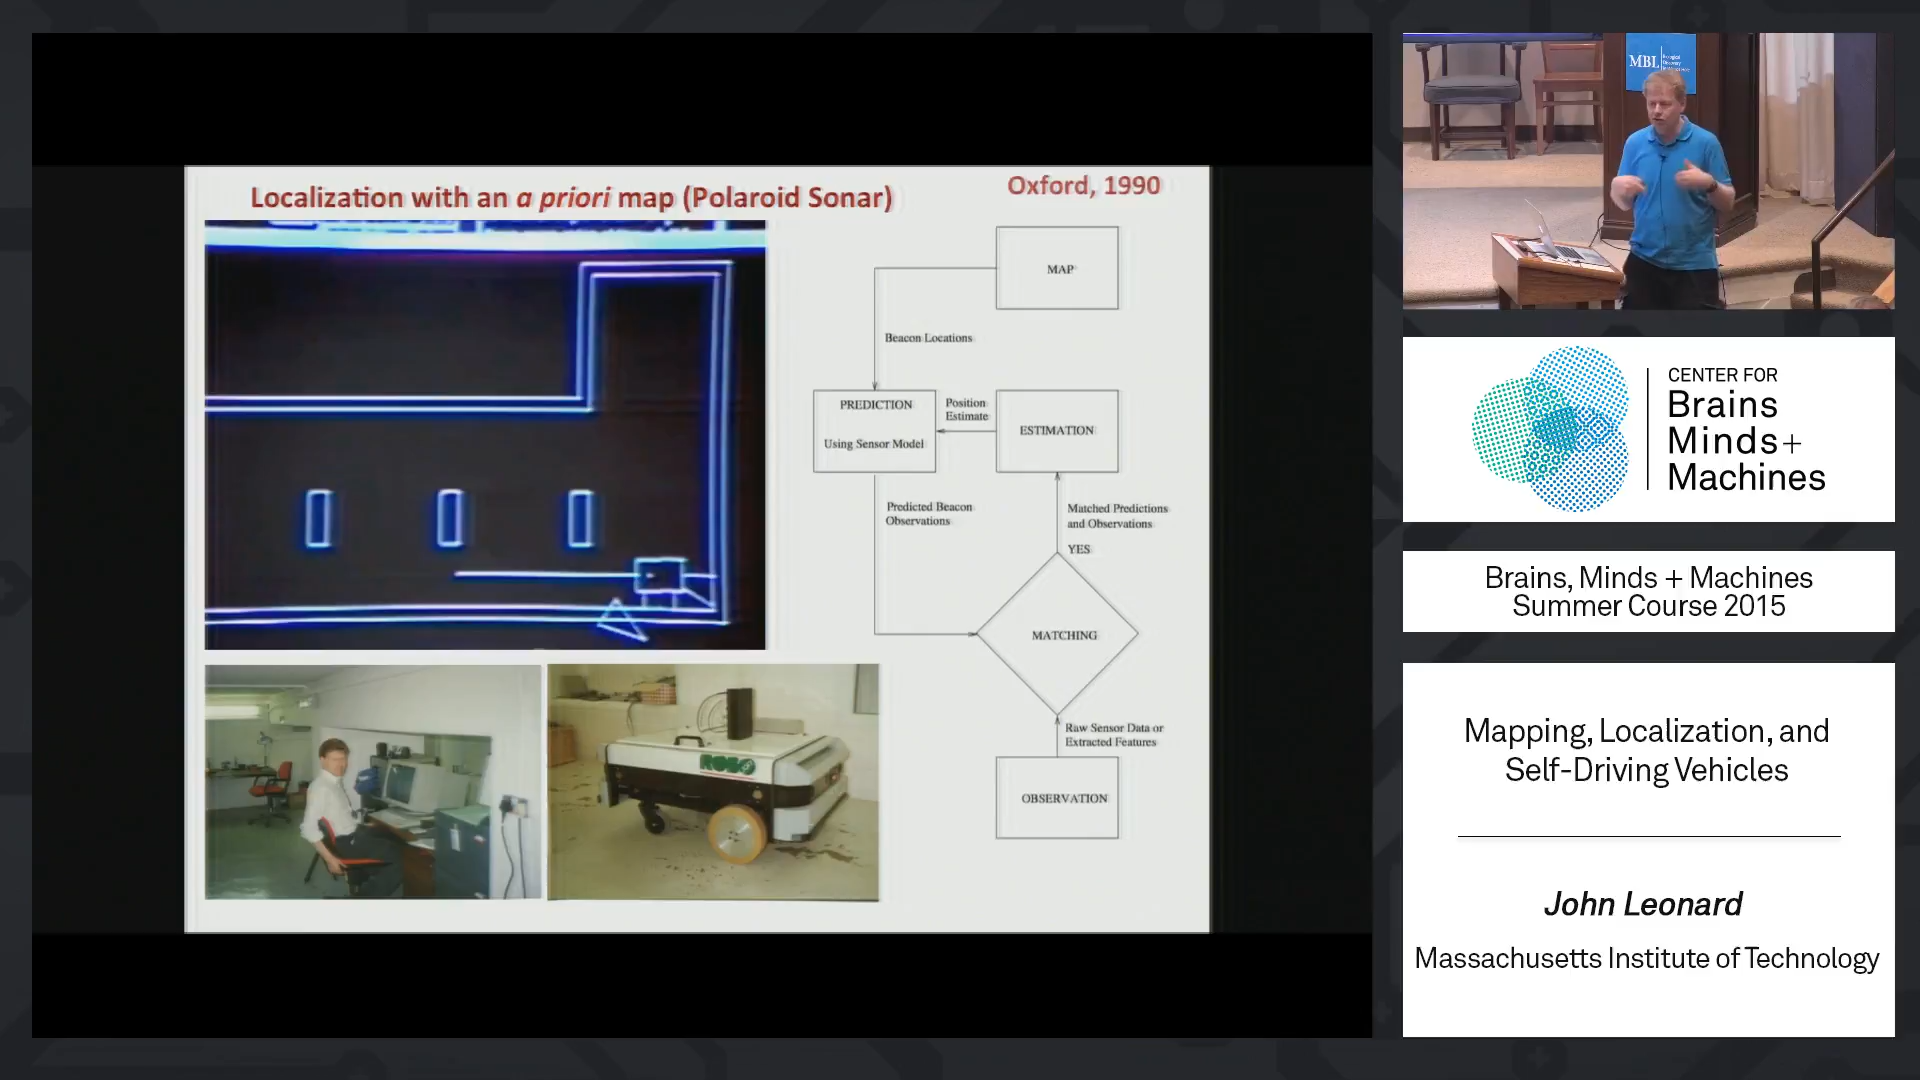 Localization with an a priori map (Polaroid Sonar)
Oxford, 1990
MAP
Beacon Locations
PREDICTION
Using Sensor Model
Position
Estimate
ESTIMATION
Predicted Beacon
Observations
Matched Predictions
and Observations
YES
MATCHING
Raw Sensor Data or
Extracted Features
OBSERVATION
MBL
CENTER FOR
Brains
Minds+
Machines
Brains, Minds + Machines
Summer Course 2015
Mapping, Localization, and
Self-Driving Vehicles
John Leonard
Massachusetts Institute of Technology